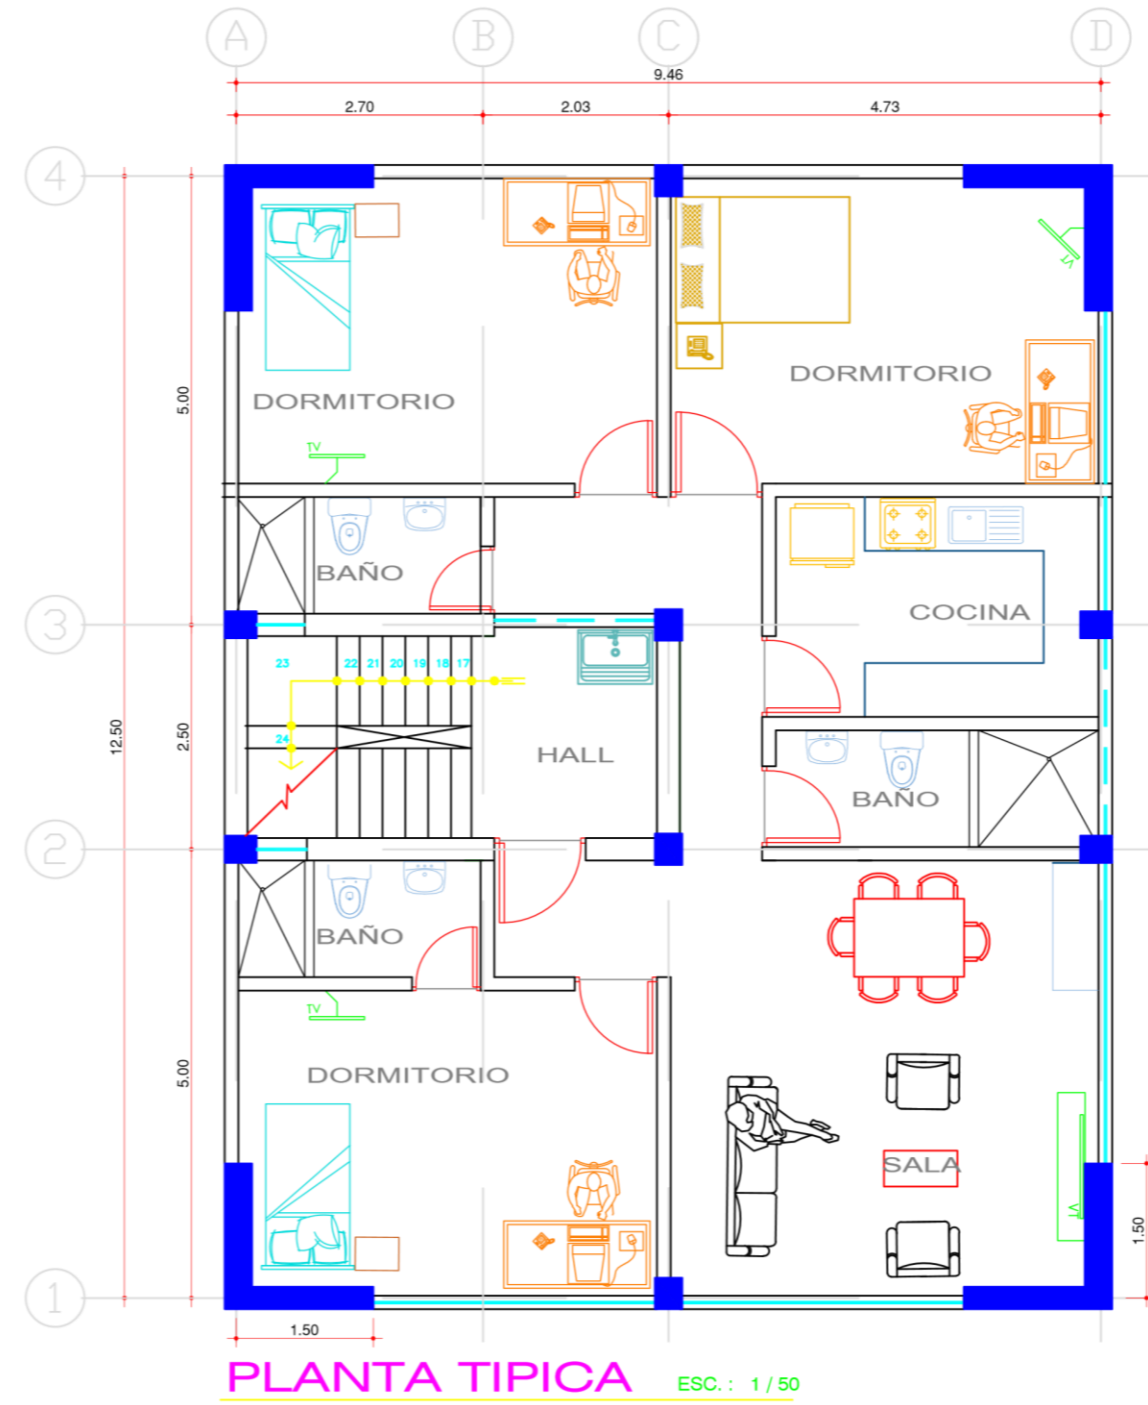 A B C D
9.46
2.70 2.03 4.73
4
DORMITORIO
DORMITORIO
TV
TV
5.00
BAÑO
COCINA
3
23 22 21 20 19 18 17
24
12.50
2.50
HALL
BAÑO
2
BAÑO
TV
DORMITORIO
5.00
SALA
TV
1.50
1
1.50
PLANTA TIPICA ESC. : 1 / 50